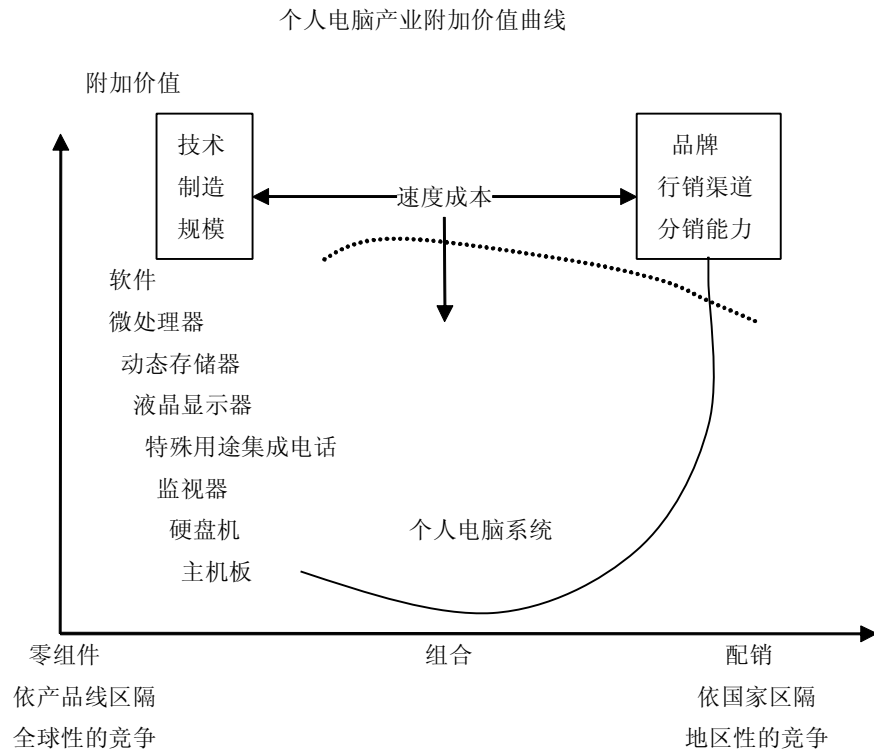 个人电脑产业附加价值曲线
附加价值
技术
制造
规模
速度成本
品牌
行销渠道
分销能力
软件
微处理器
动态存储器
液晶显示器
特殊用途集成电话
监视器
硬盘机
个人电脑系统
主机板
零组件
组合
配销
依产品线区隔
依国家区隔
全球性的竞争
地区性的竞争